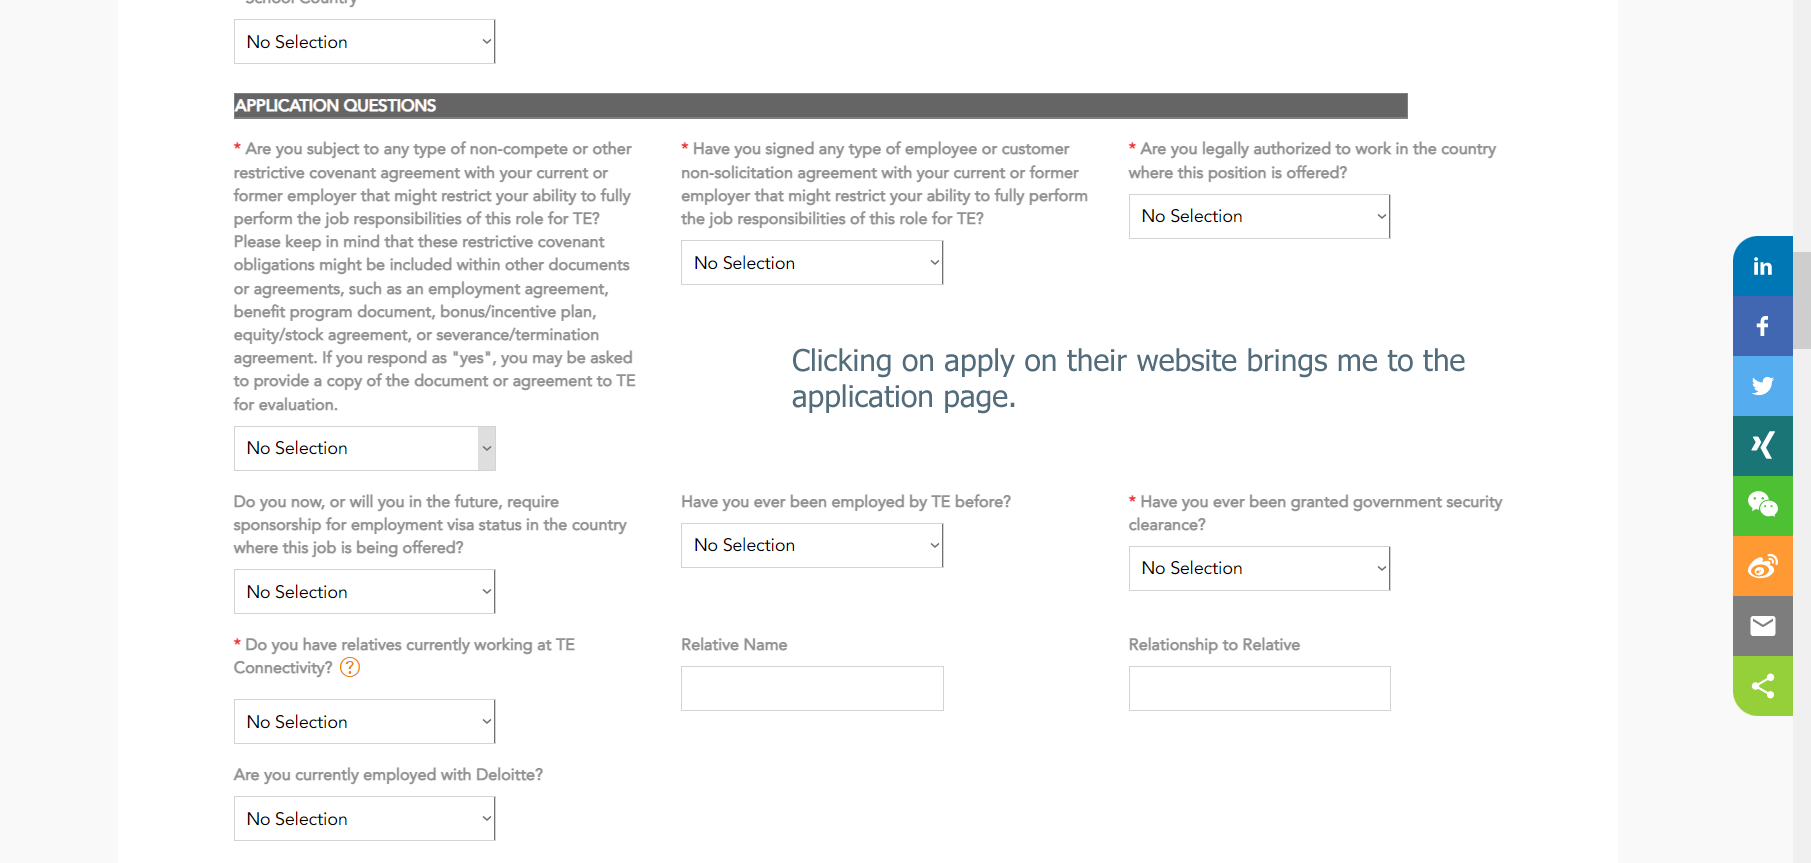 * School Country
No Selection
APPLICATION QUESTIONS
* Are you subject to any type of non-compete or other
restrictive covenant agreement with your current or
former employer that might restrict your ability to fully
perform the job responsibilities of this role for TE?
Please keep in mind that these restrictive covenant
obligations might be included within other documents
or agreements, such as an employment agreement,
benefit program document, bonus/incentive plan,
equity/stock agreement, or severance/termination
agreement. If you respond as "yes", you may be asked
to provide a copy of the document or agreement to TE
for evaluation.
No Selection
* Have you signed any type of employee or customer
non-solicitation agreement with your current or former
employer that might restrict your ability to fully perform
the job responsibilities of this role for TE?
No Selection
* Are you legally authorized to work in the country
where this position is offered?
No Selection
Clicking on apply on their website brings me to the
application page.
Do you now, or will you in the future, require
sponsorship for employment visa status in the country
where this job is being offered?
No Selection
Have you ever been employed by TE before?
No Selection
* Have you ever been granted government security
clearance?
No Selection
* Do you have relatives currently working at TE
Connectivity? ?
No Selection
Relative Name
Relationship to Relative
Are you currently employed with Deloitte?
No Selection
in
f